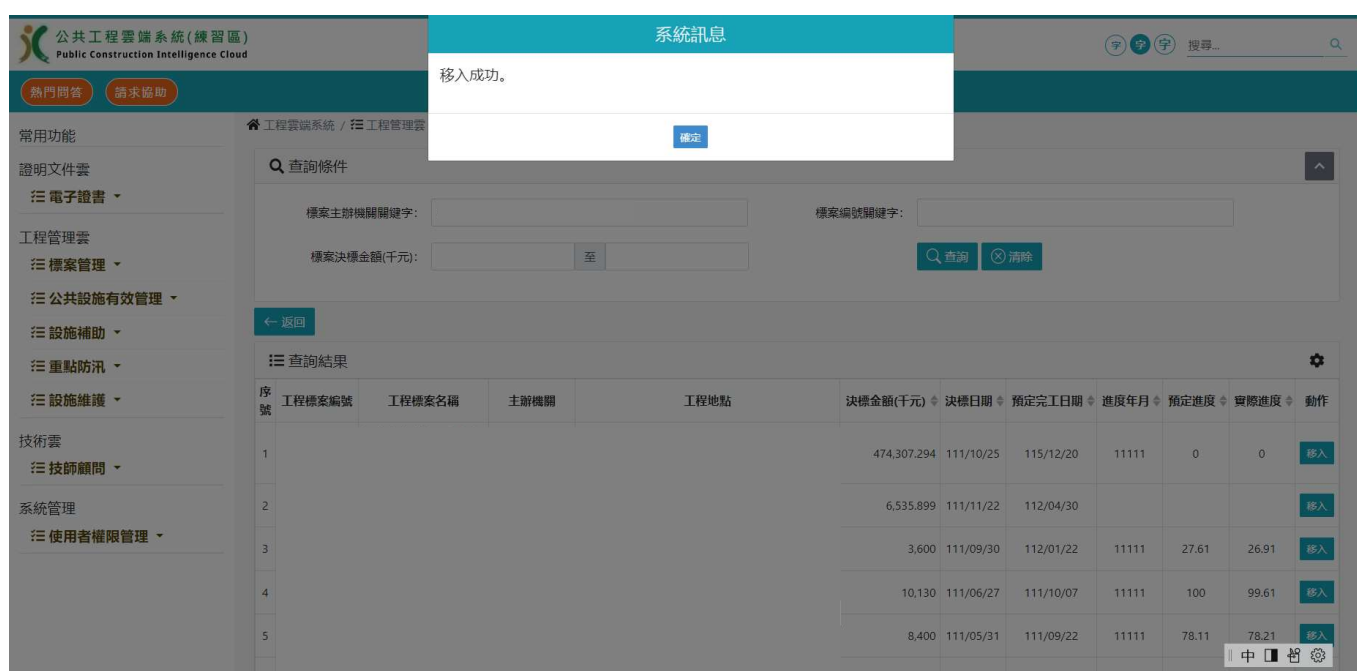 公共工程雲端系統(練習區)
Public Construction Intelligence Cloud
系統訊息
移入成功。
確定
字 字 字 搜尋...
熱門問答 請求協助
工程雲端系統 / 工程管理雲
常用功能
證明文件雲
電子證書
工程管理雲
標案管理
公共設施有效管理
設施補助
重點防汛
設施維護
技術雲
技師顧問
系統管理
使用者權限管理
查詢條件
標案主辦機關關鍵字: 標案編號關鍵字:
標案決標金額(千元): 至 查詢 清除
返回
查詢結果
序號 工程標案編號 工程標案名稱 主辦機關 工程地點 決標金額(千元) 決標日期 預定完工日期 進度年月 預定進度 實際進度 動作
1 474,307.294 111/10/25 115/12/20 11111 0 0 移入
2 6,535.899 111/11/22 112/04/30 移入
3 3,600 111/09/30 112/01/22 11111 27.61 26.91 移入
4 10,130 111/06/27 111/10/07 11111 100 99.61 移入
5 8,400 111/05/31 111/09/22 11111 78.11 78.21 移入
中